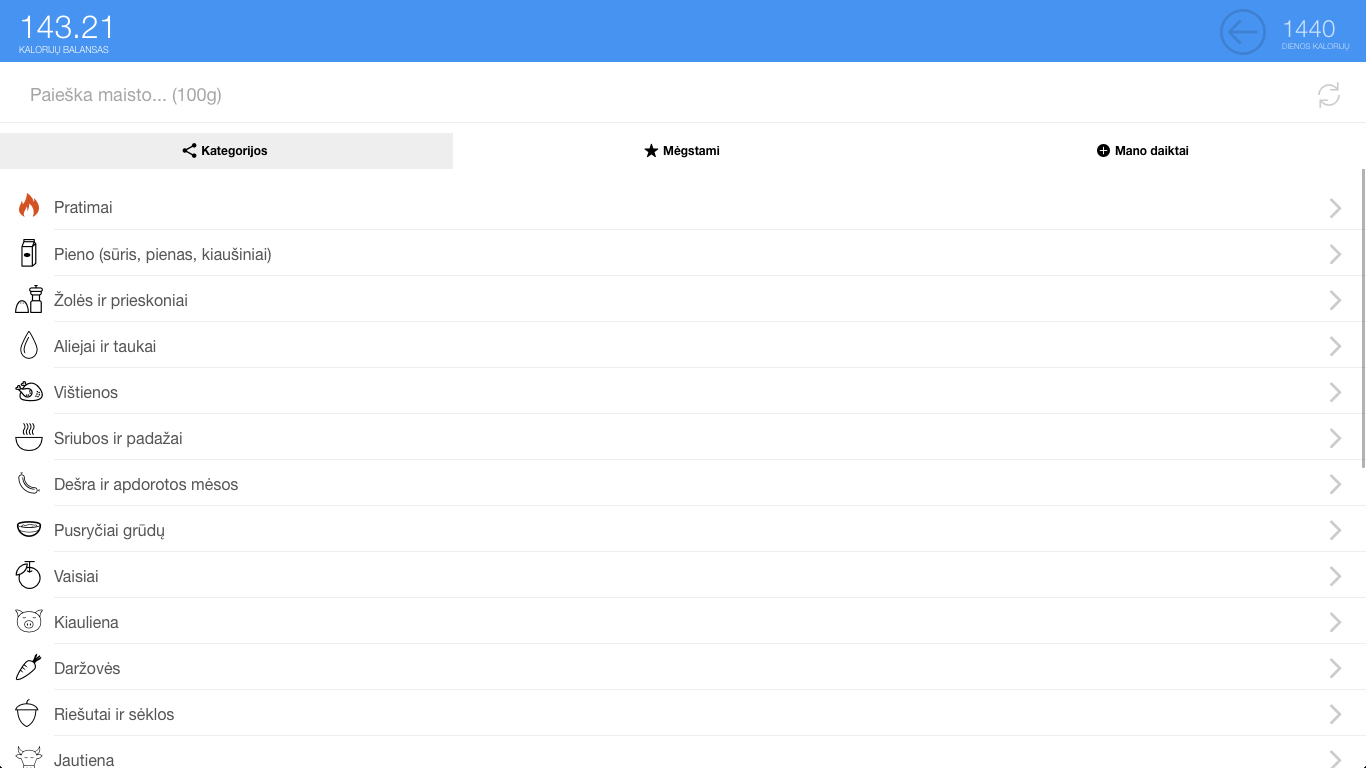 143.21
KALORIJŲ BALANSAS
1440
DIENOS KALORIJŲ
Paieška maisto... (100g)
Kategorijos
Mėgstami
Mano daiktai
Pratimai
Pieno (sūris, pienas, kiaušiniai)
Žolės ir prieskoniai
Aliejai ir taukai
Vištienos
Sriubos ir padažai
Dešra ir apdorotos mėsos
Pusryčiai grūdų
Vaisiai
Kiauliena
Daržovės
Riešutai ir sėklos
Jautiena